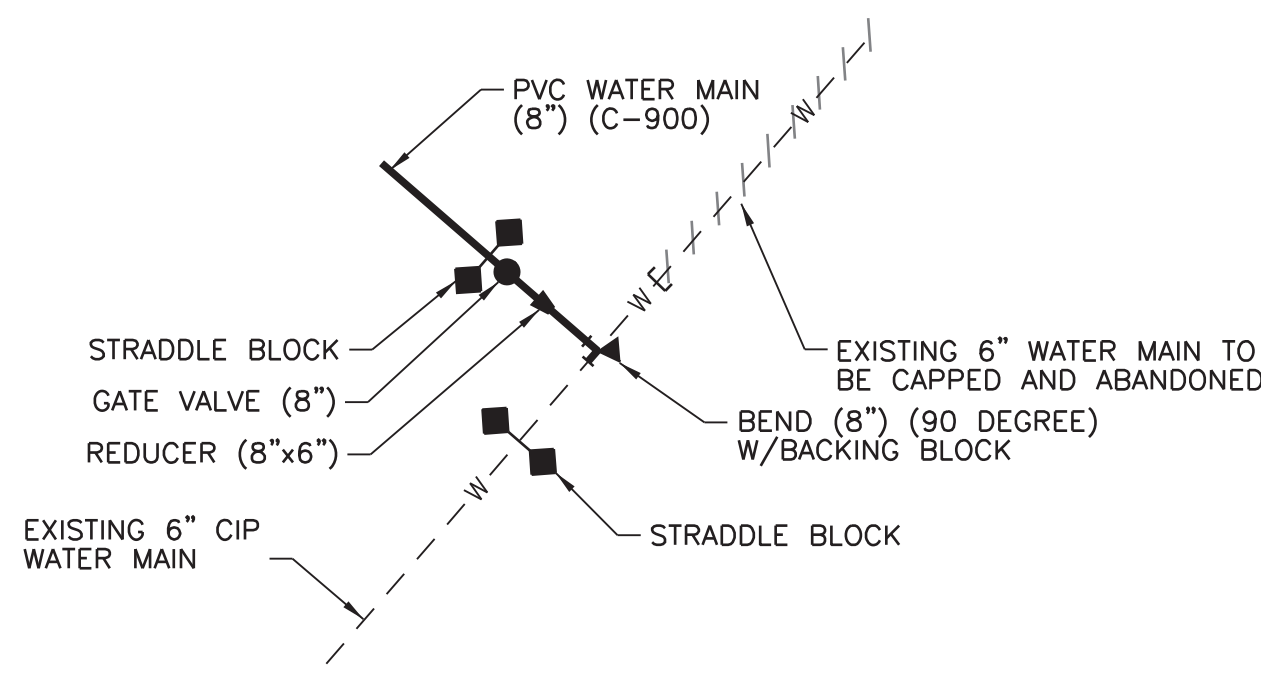 PVC WATER MAIN
(8") (C-900)
W
W
STRADDLE BLOCK
EXISTING 6" WATER MAIN TO
BE CAPPED AND ABANDONED
GATE VALVE (8")
BEND (8") (90 DEGREE)
W/BACKING BLOCK
REDUCER (8"x6")
W
EXISTING 6" CIP
WATER MAIN
STRADDLE BLOCK